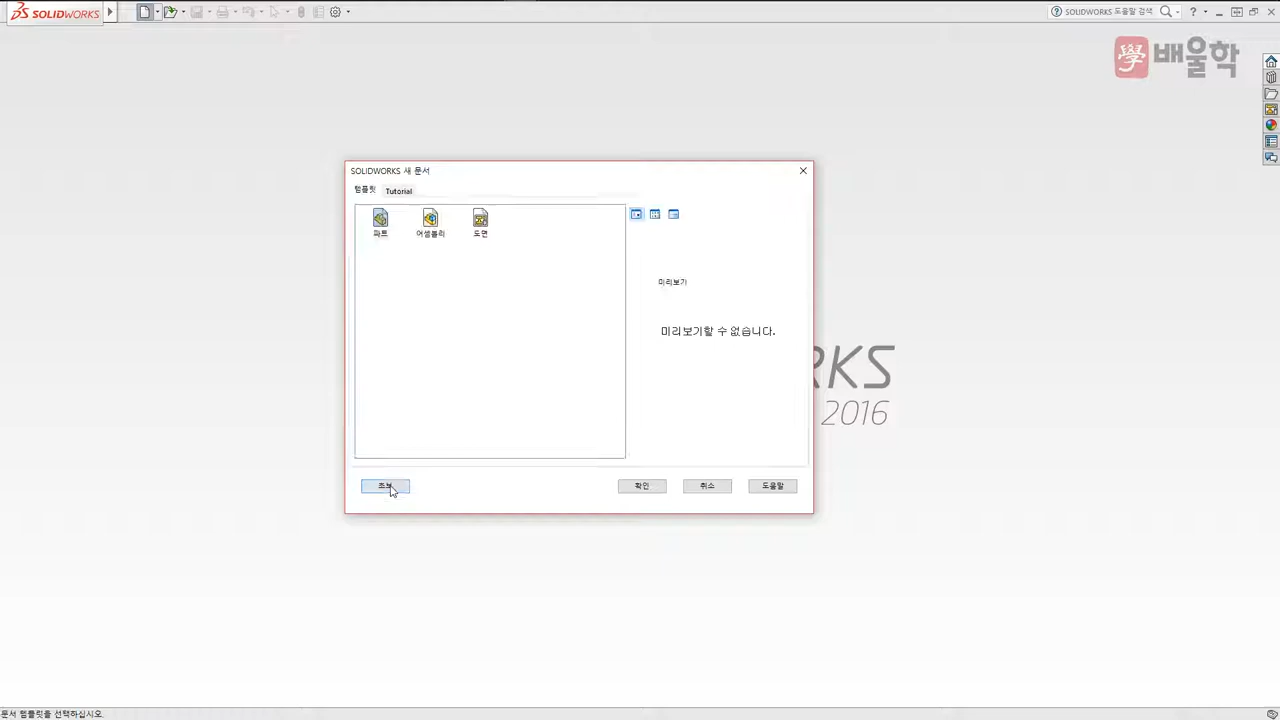 SOLIDWORKS
SOLIDWORKS 도움말 검색
學 배울학
SOLIDWORKS 새 문서
템플릿
Tutorial
파트
어셈블리
도면
미리보기
미리보기할 수 없습니다.
RKS
2016
확인
취소
도움말
문서 템플릿을 선택하십시오.